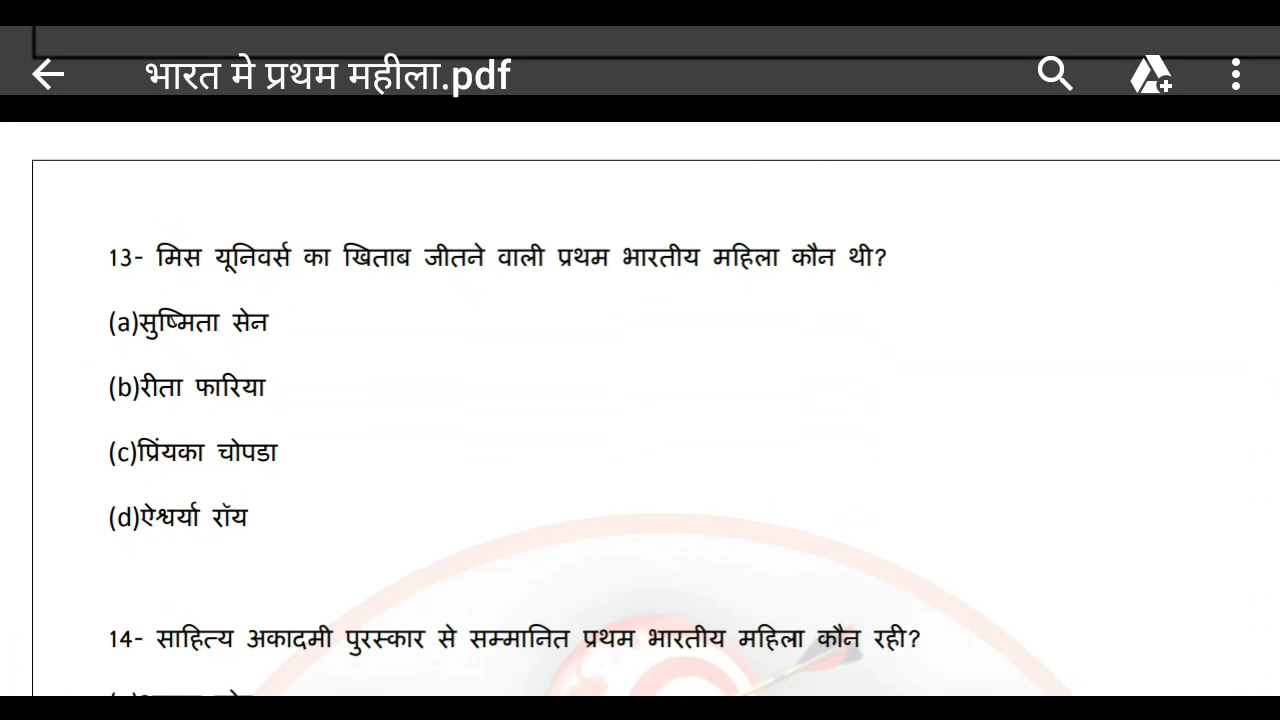 भारत मे प्रथम महीला.pdf
13- मिस यूनिवर्स का खिताब जीतने वाली प्रथम भारतीय महिला कौन थी?
(a)सुष्मिता सेन
(b)रीता फारिया
(c)प्रिंयका चोपडा
(d)ऐश्वर्या रॉय
14- साहित्य अकादमी पुरस्कार से सम्मानित प्रथम भारतीय महिला कौन रही?